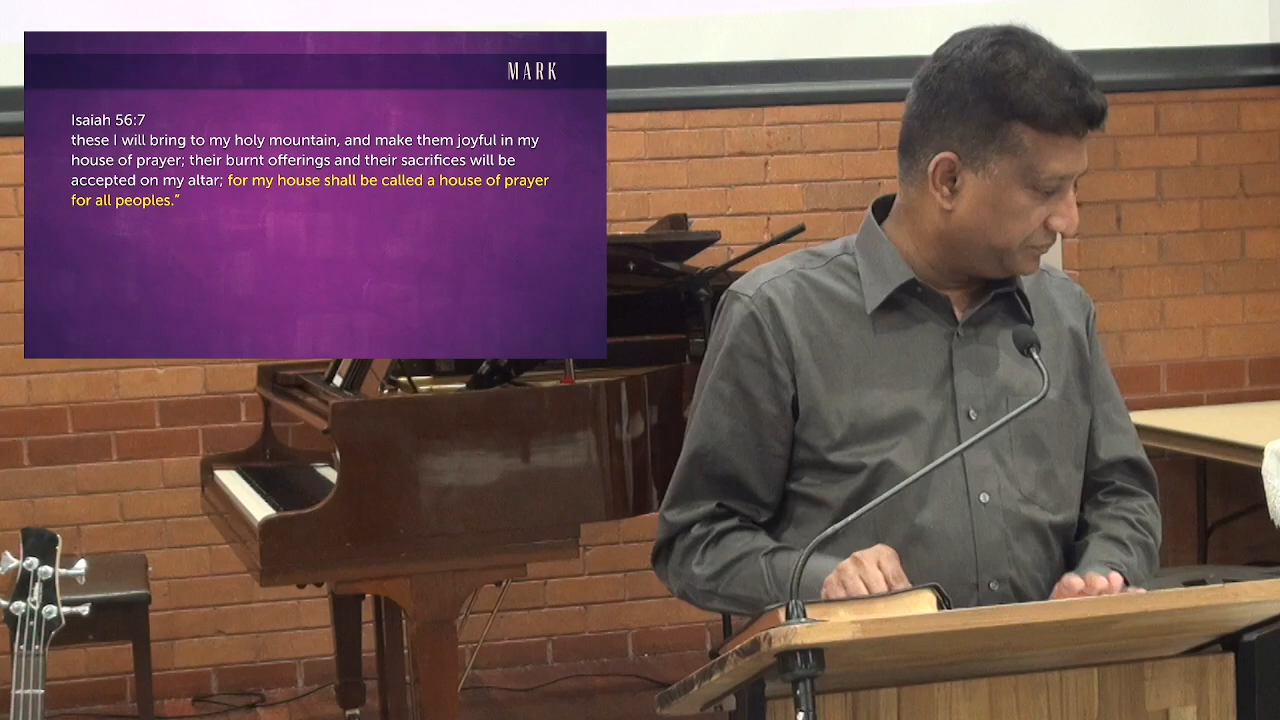 MARK
Isaiah 56:7
these I will bring to my holy mountain, and make them joyful in my
house of prayer; their burnt offerings and their sacrifices will be
accepted on my altar; for my house shall be called a house of prayer
for all peoples.”